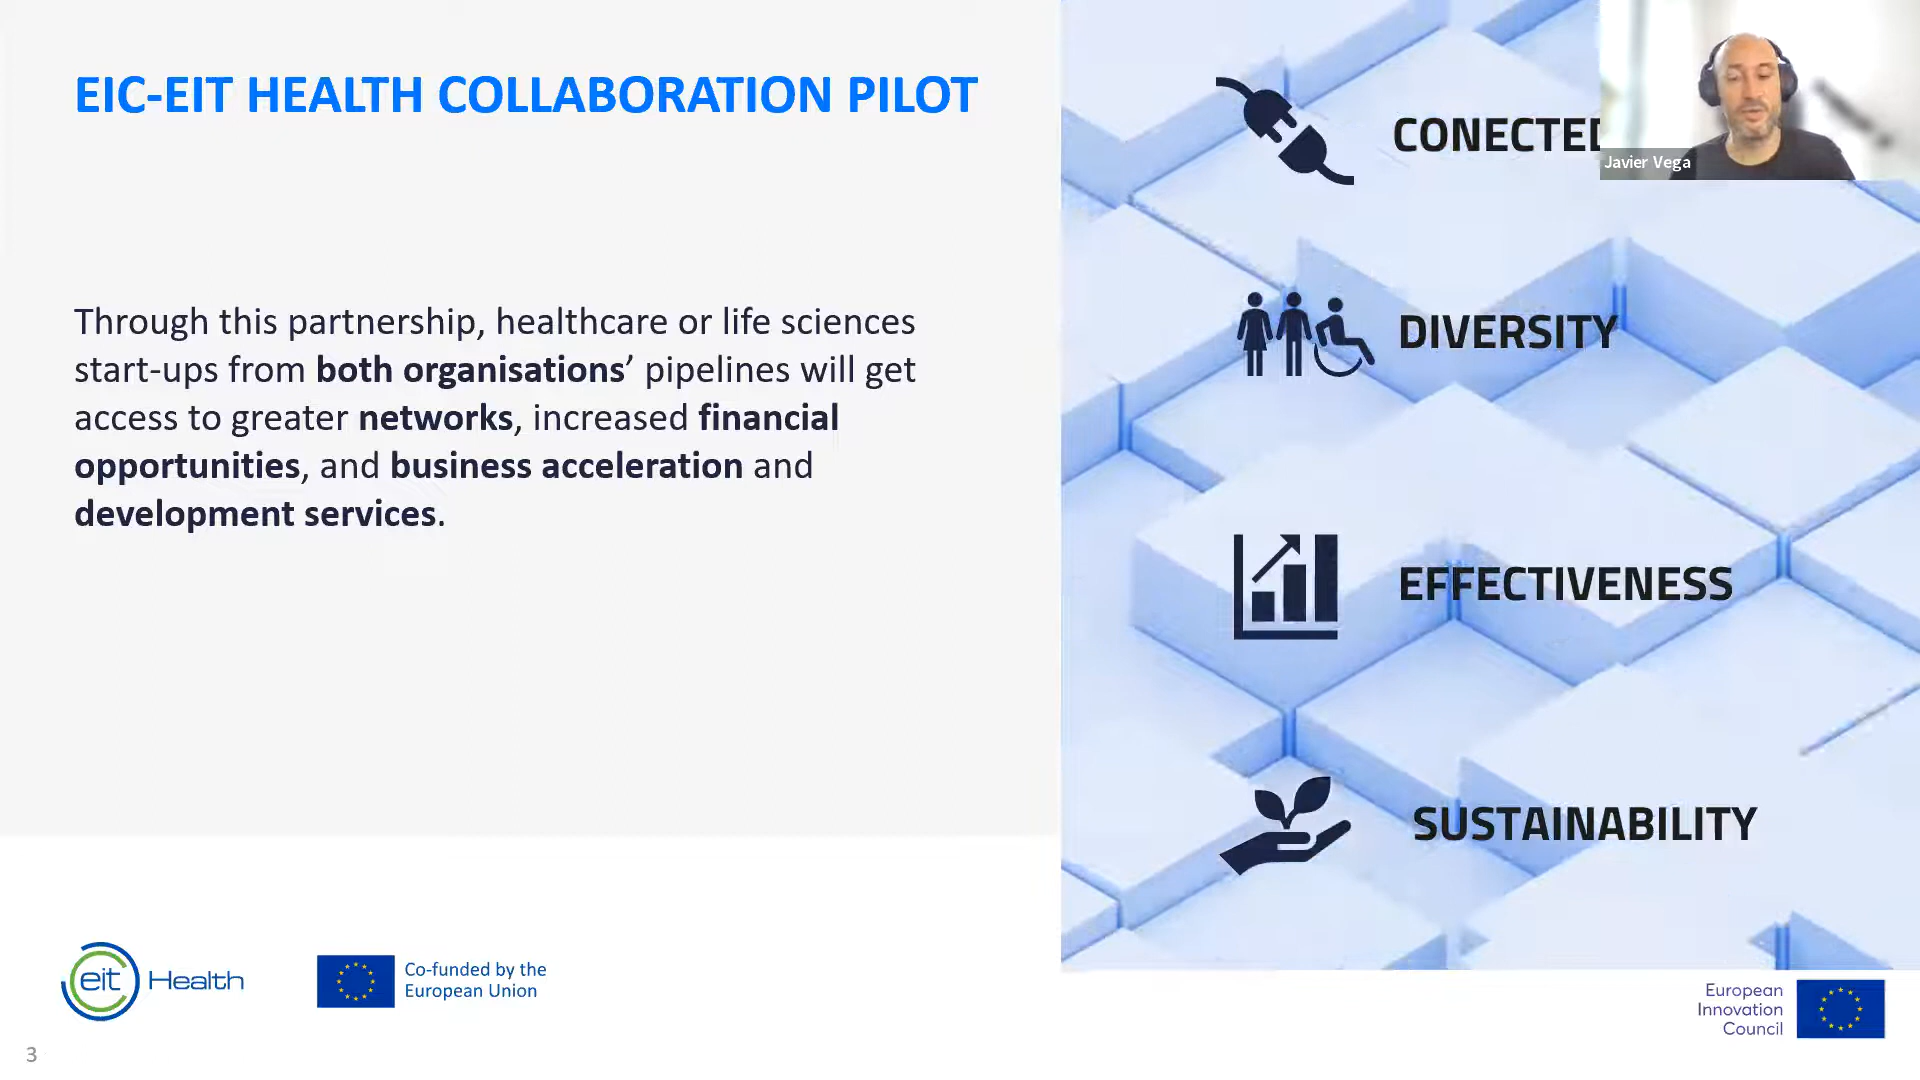 EIC-EIT HEALTH COLLABORATION PILOT
Through this partnership, healthcare or life sciences
start-ups from both organisations’ pipelines will get
access to greater networks, increased financial
opportunities, and business acceleration and
development services.
CONECTED
Javier Vega
DIVERSITY
EFFECTIVENESS
SUSTAINABILITY
eit Health
Co-funded by the
European Union
European
Innovation
Council
3